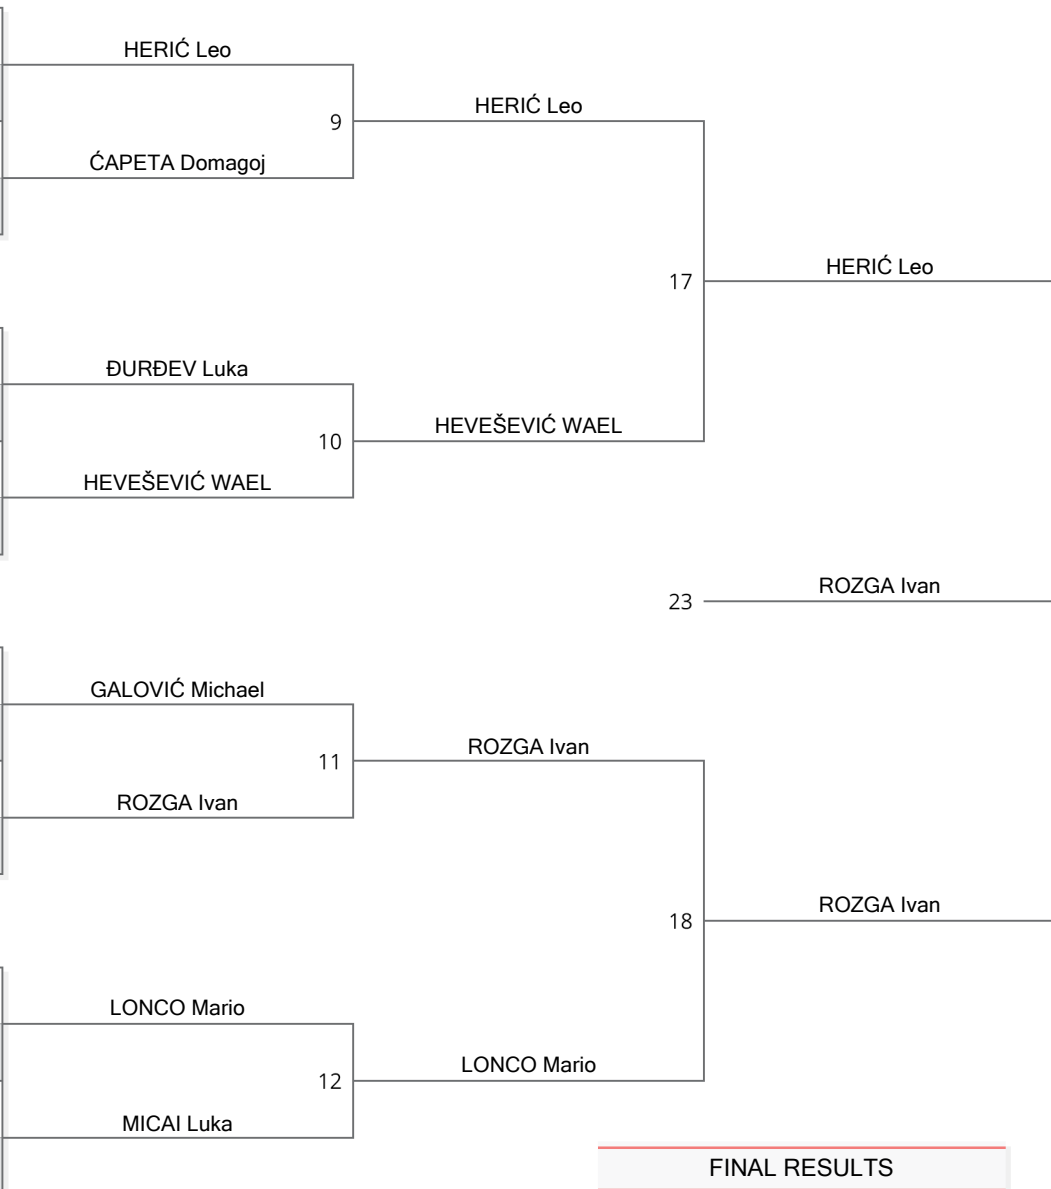 HERIĆ Leo
HERIĆ Leo
9
ĆAPETA Domagoj
HERIĆ Leo
17
ĐURĐEV Luka
HEVEŠEVIĆ WAEL
10
HEVEŠEVIĆ WAEL
ROZGA Ivan
23
GALOVIĆ Michael
ROZGA Ivan
11
ROZGA Ivan
ROZGA Ivan
18
LONCO Mario
LONCO Mario
12
MICAI Luka
FINAL RESULTS